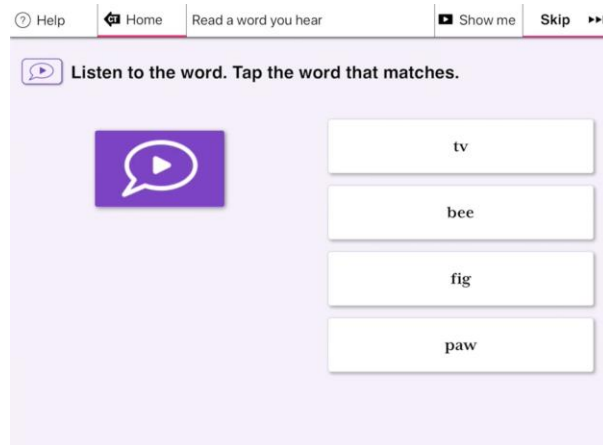 Help
Home
Read a word you hear
Show me
Skip
Listen to the word. Tap the word that matches.
tv
bee
fig
paw